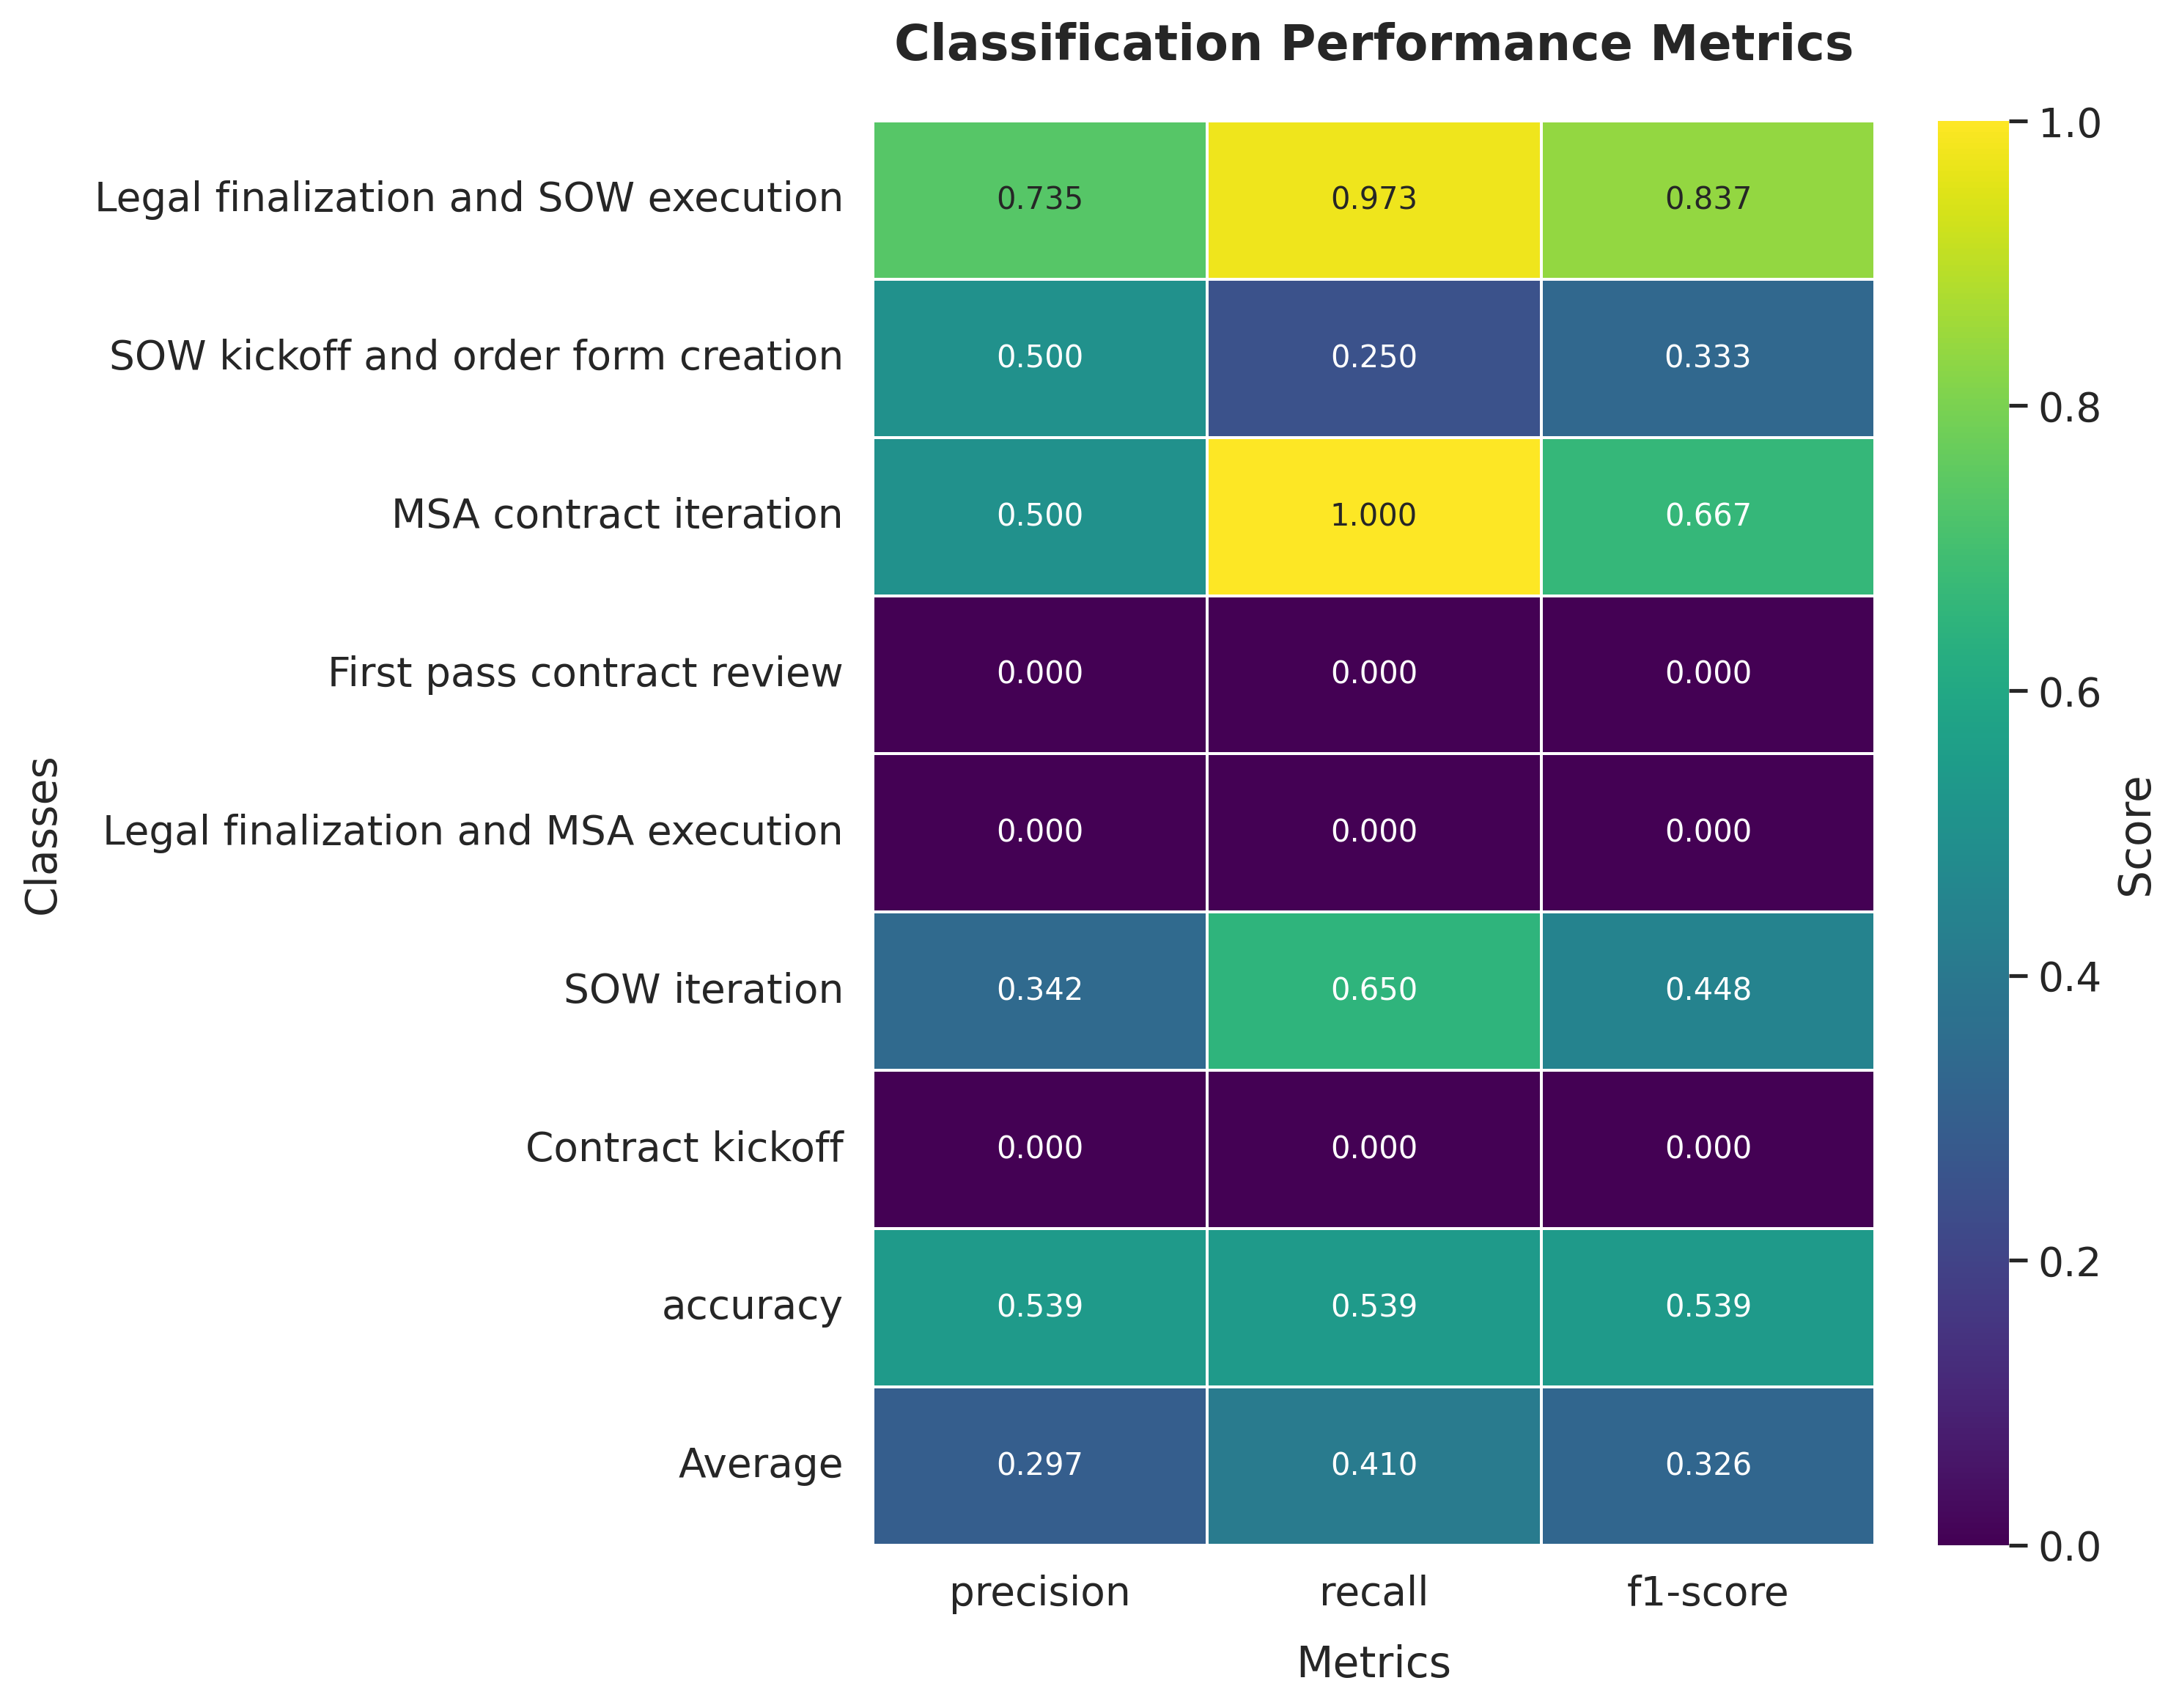 Classification Performance Metrics
Legal finalization and SOW execution 0.735 0.973 0.837
SOW kickoff and order form creation 0.500 0.250 0.333
MSA contract iteration 0.500 1.000 0.667
First pass contract review 0.000 0.000 0.000
Legal finalization and MSA execution 0.000 0.000 0.000
SOW iteration 0.342 0.650 0.448
Contract kickoff 0.000 0.000 0.000
accuracy 0.539 0.539 0.539
Average 0.297 0.410 0.326
precision recall f1-score
Metrics
Classes
1.0
0.8
0.6
0.4
0.2
0.0
Score